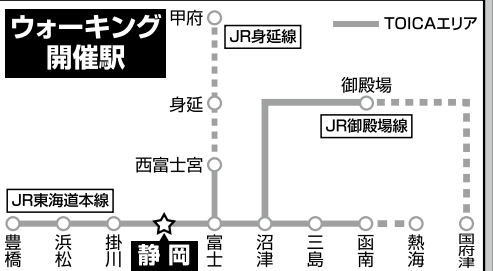 ウォーキング
開催駅
甲府
JR身延線
TOICAエリア
身延
御殿場
JR御殿場線
西富士宮
JR東海道本線
豊橋
浜松
掛川
静岡
富士
沼津
三島
函南
熱海
国府津